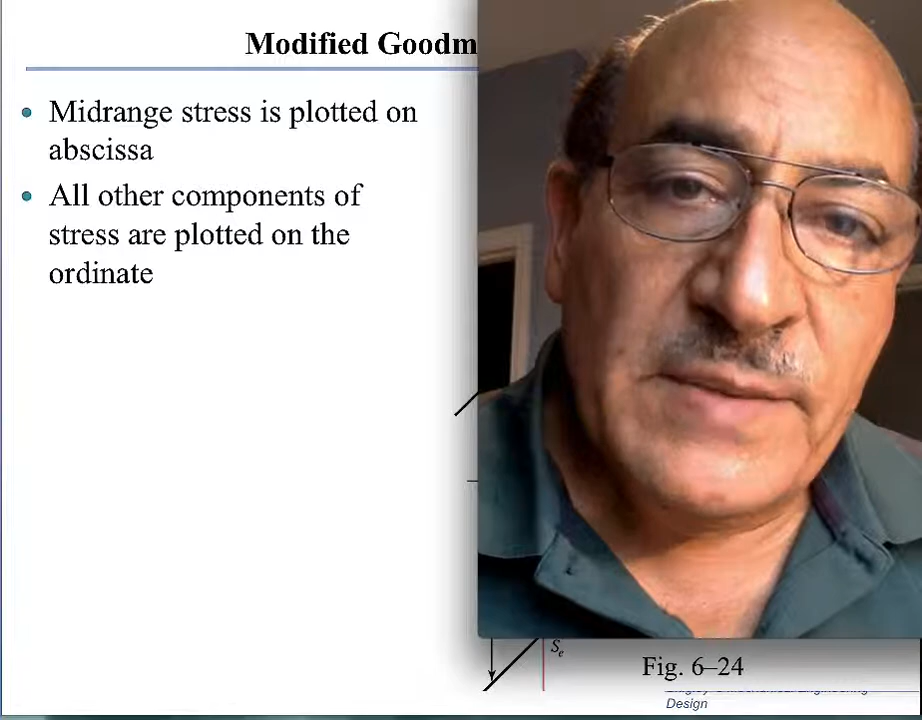 Modified Goodm
• Midrange stress is plotted on
abscissa
• All other components of
stress are plotted on the
ordinate
Se
Fig. 6–24
Design